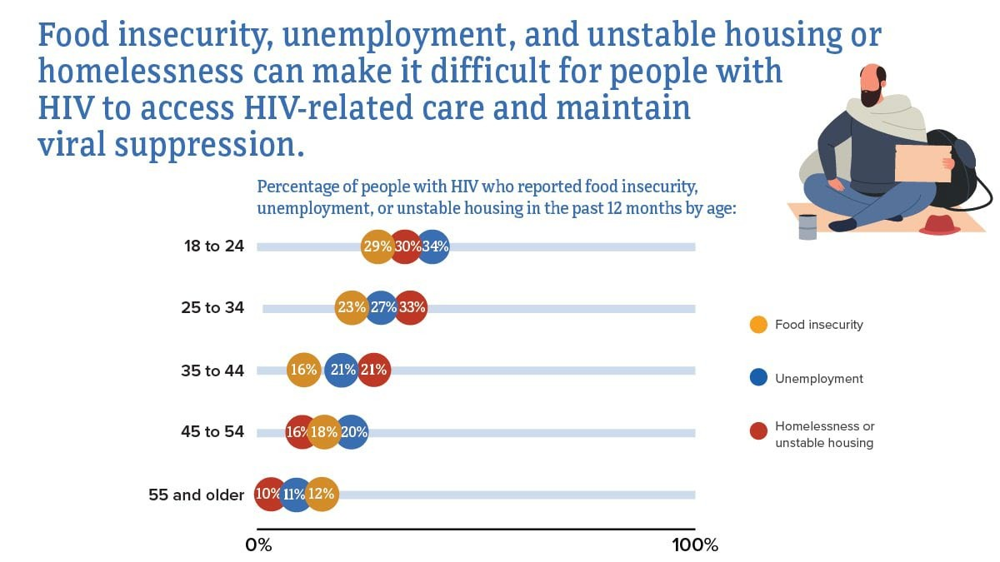 Food insecurity, unemployment, and unstable housing or
homelessness can make it difficult for people with
HIV to access HIV-related care and maintain
viral suppression.
Percentage of people with HIV who reported food insecurity,
unemployment, or unstable housing in the past 12 months by age:
18 to 24
29% 30% 34%
25 to 34
23% 27% 33%
35 to 44
16% 21% 21%
45 to 54
16% 18% 20%
55 and older
10% 11% 12%
0%
100%
Food insecurity
Unemployment
Homelessness or
unstable housing